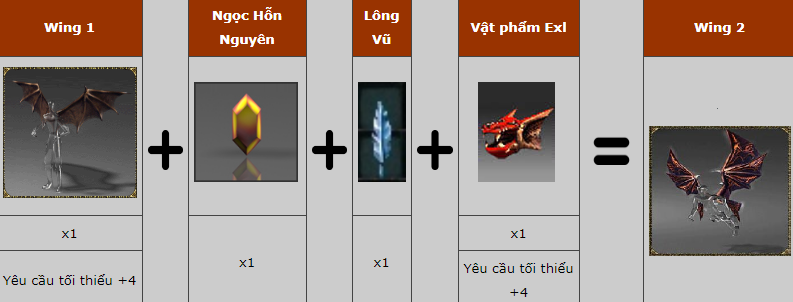 Wing 1
Ngọc Hỗn
Nguyên
Lông
Vũ
Vật phẩm Exl
Wing 2
x1
x1
x1
x1
Yêu cầu tối thiểu +4
Yêu cầu tối thiểu
+4